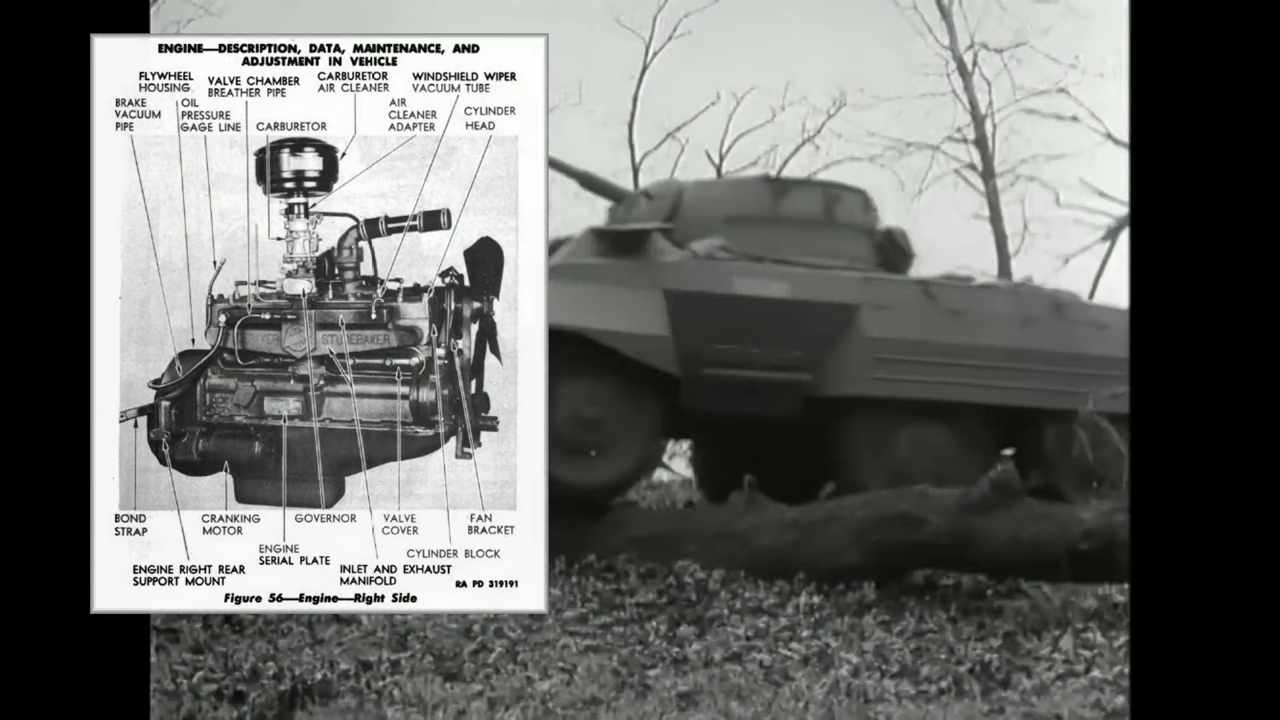 ENGINE—DESCRIPTION, DATA, MAINTENANCE, AND
ADJUSTMENT IN VEHICLE
FLYWHEEL
HOUSING
VALVE CHAMBER
BREATHER PIPE
CARBURETOR
AIR CLEANER
WINDSHIELD WIPER
VACUUM TUBE
BRAKE
VACUUM
PIPE
OIL
PRESSURE
GAGE LINE
CARBURETOR
AIR
CLEANER
ADAPTER
CYLINDER
HEAD
STUDEBAKER
BOND
STRAP
CRANKING
MOTOR
GOVERNOR
VALVE
COVER
FAN
BRACKET
ENGINE
SERIAL PLATE
CYLINDER BLOCK
ENGINE RIGHT REAR
SUPPORT MOUNT
INLET AND EXHAUST
MANIFOLD
RA PD 319191
Figure 56—Engine—Right Side